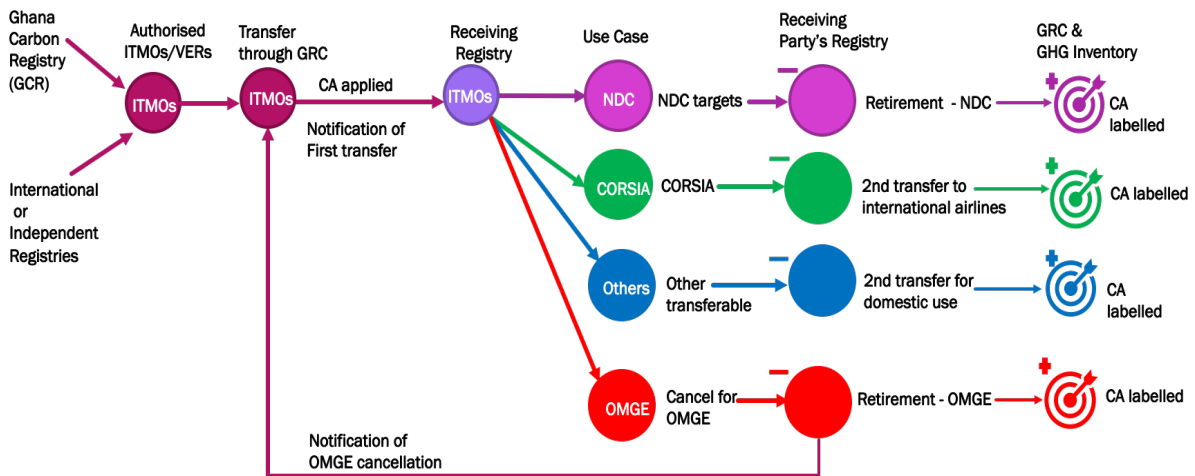 Ghana
Carbon
Registry
(GCR)
International
or
Independent
Registries
Authorised
ITMOs/VERs
ITMOs
Transfer
through GRC
ITMOs
CA applied
Notification of
First transfer
Receiving
Registry
ITMOs
Use Case
NDC
NDC targets
CORSIA
CORSIA
Others
Other
transferable
OMGE
Cancel for
OMGE
Receiving
Party's Registry
Retirement - NDC
2nd transfer to
international airlines
2nd transfer for
domestic use
Retirement - OMGE
GRC &
GHG Inventory
CA
labelled
CA labelled
CA
labelled
CA labelled
Notification of
OMGE cancellation